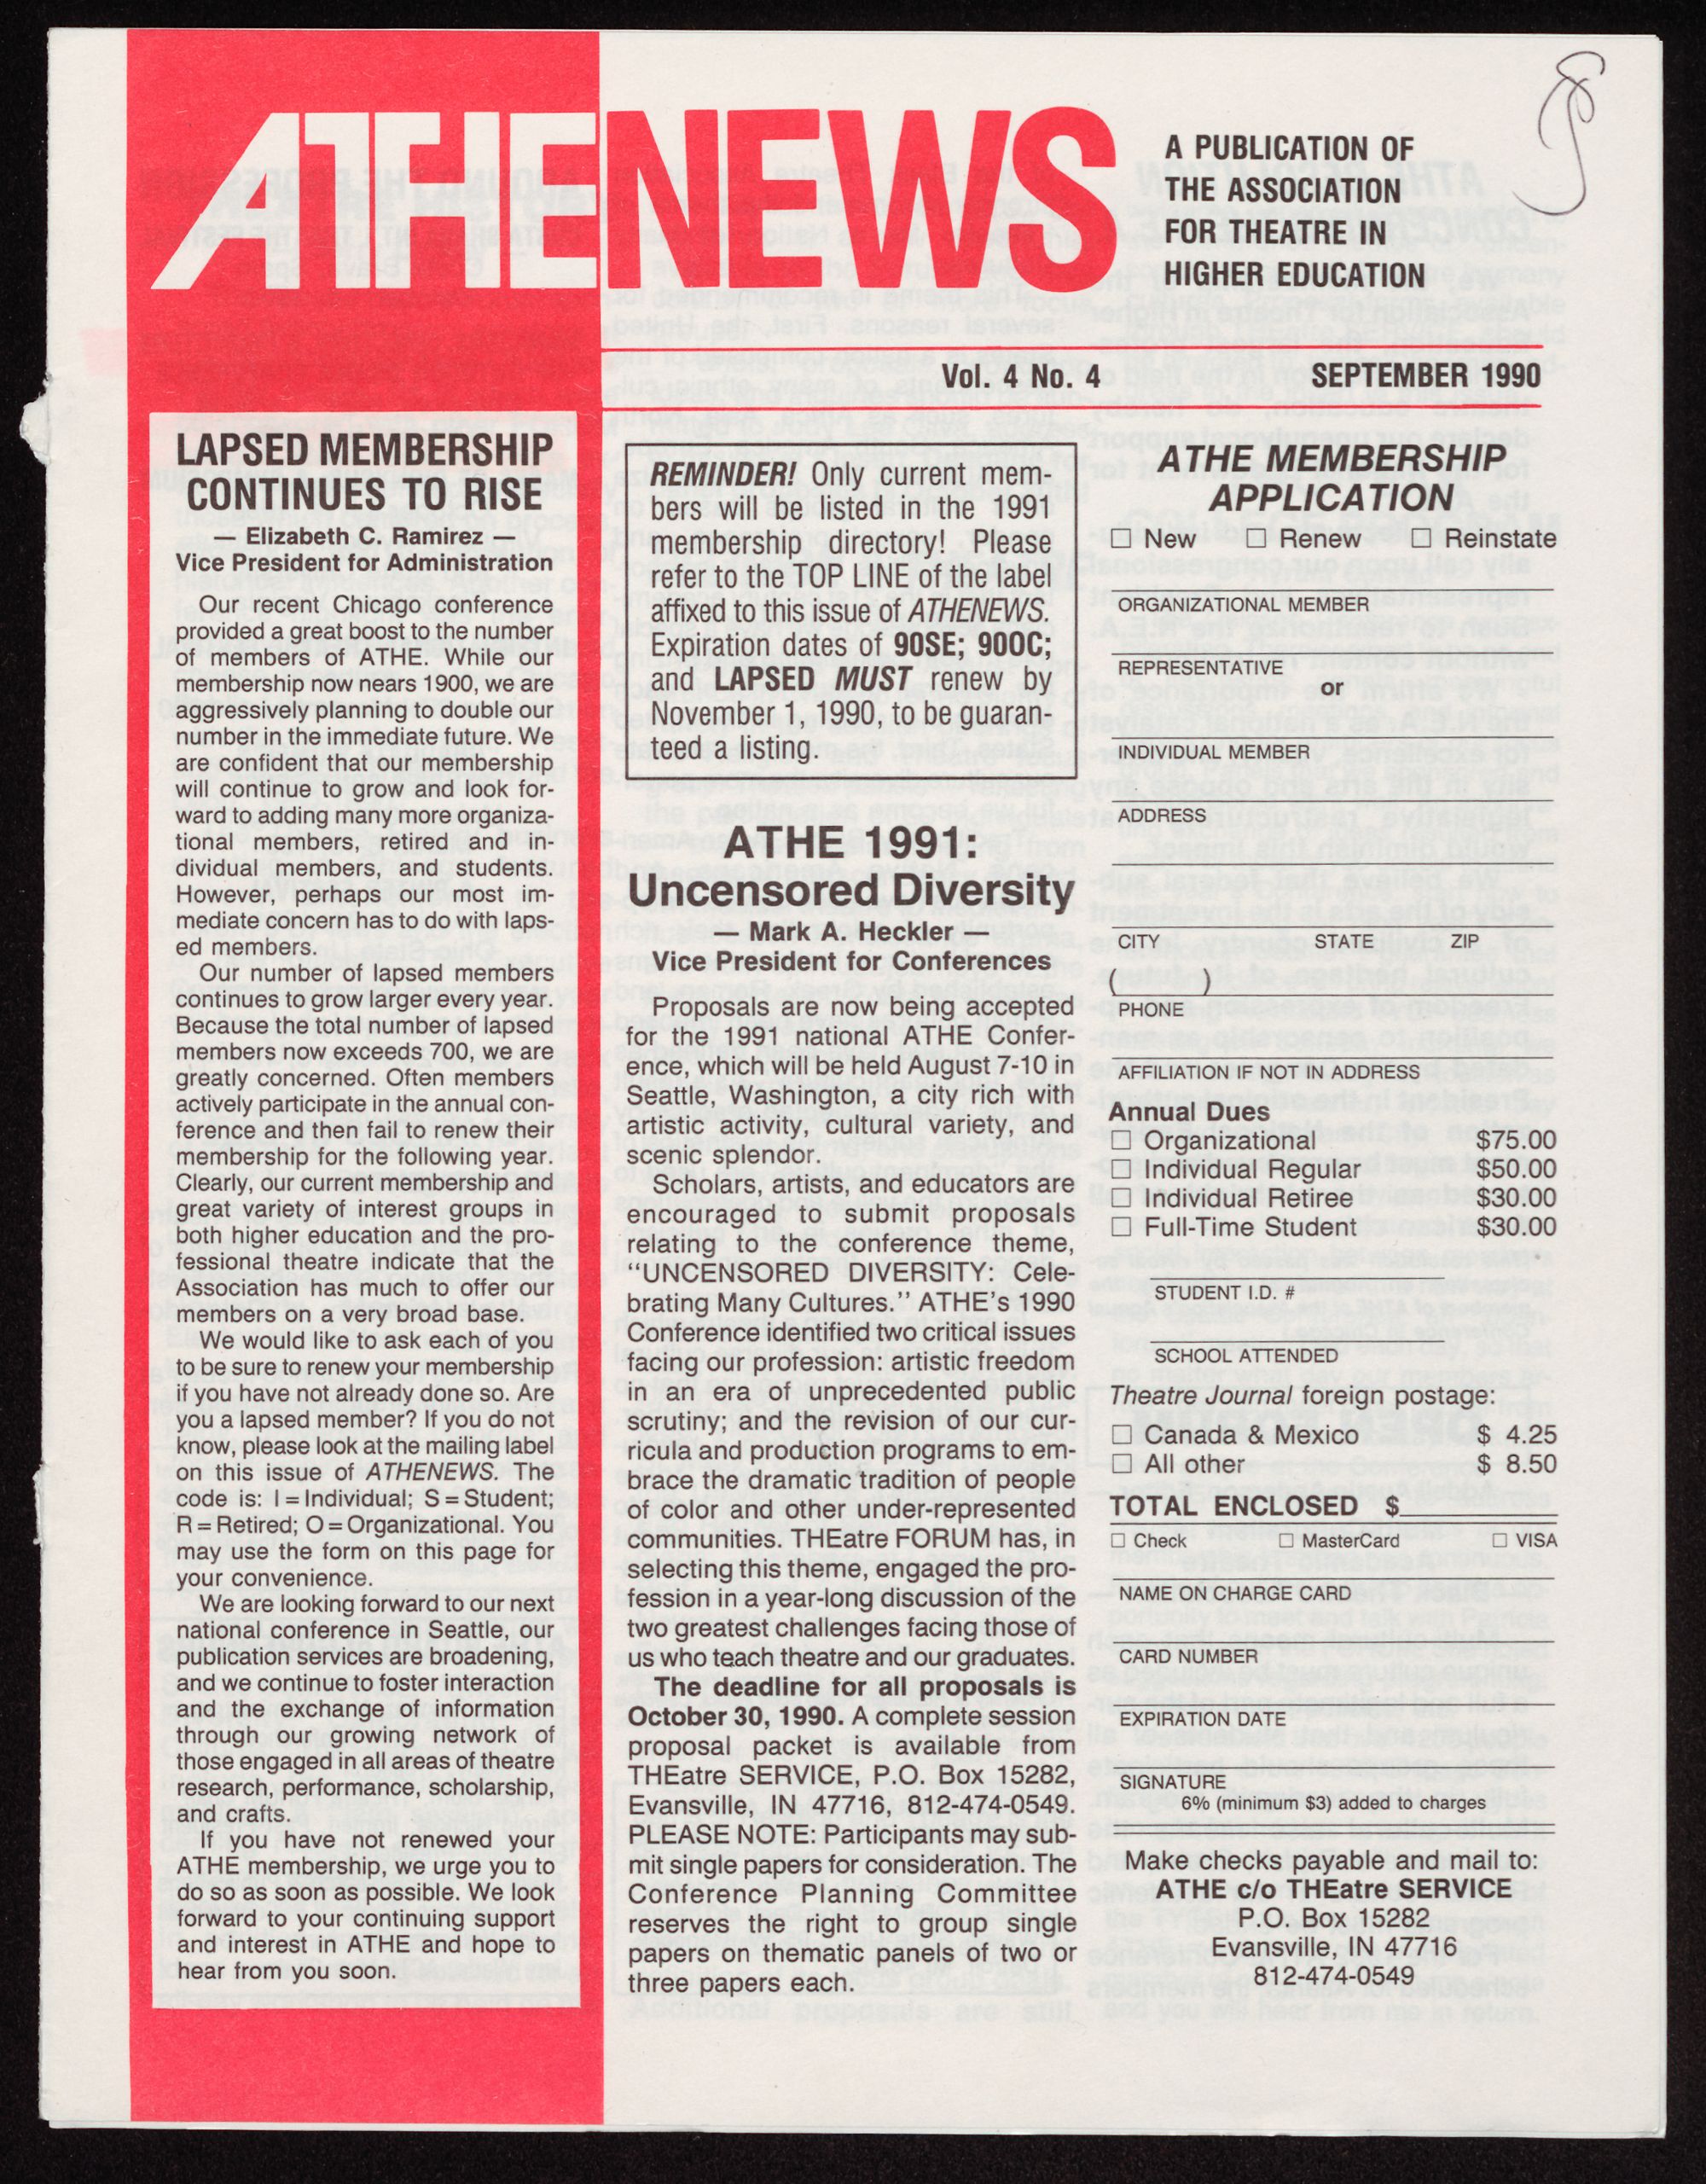 ATHENEWS
A PUBLICATION OF
THE ASSOCIATION
FOR THEATRE IN
HIGHER EDUCATION
Vol. 4 No. 4 SEPTEMBER 1990
LAPSED MEMBERSHIP
CONTINUES TO RISE
— Elizabeth C. Ramirez —
Vice President for Administration
Our recent Chicago conference
provided a great boost to the number
of members of ATHE. While our
membership now nears 1900, we are
aggressively planning to double our
number in the immediate future. We
are confident that our membership
will continue to grow and look for-
ward to adding many more organiza-
tional members, retired and in-
dividual members, and students.
However, perhaps our most im-
mediate concern has to do with laps-
ed members.
Our number of lapsed members
continues to grow larger every year.
Because the total number of lapsed
members now exceeds 700, we are
greatly concerned. Often members
actively participate in the annual con-
ference and then fail to renew their
membership for the following year.
Clearly, our current membership and
great variety of interest groups in
both higher education and the pro-
fessional theatre indicate that the
Association has much to offer our
members on a very broad base.
We would like to ask each of you
to be sure to renew your membership
if you have not already done so. Are
you a lapsed member? If you do not
know, please look at the mailing label
on this issue of ATHENEWS. The
code is: I = Individual; S = Student;
R = Retired; O = Organizational. You
may use the form on this page for
your convenience.
We are looking forward to our next
national conference in Seattle, our
publication services are broadening,
and we continue to foster interaction
and the exchange of information
through our growing network of
those engaged in all areas of theatre
research, performance, scholarship,
and crafts.
If you have not renewed your
ATHE membership, we urge you to
do so as soon as possible. We look
forward to your continuing support
and interest in ATHE and hope to
hear from you soon.
REMINDER! Only current mem-
bers will be listed in the 1991
membership directory! Please
refer to the TOP LINE of the label
affixed to this issue of ATHENEWS.
Expiration dates of 90SE; 90OC;
and LAPSED MUST renew by
November 1, 1990, to be guaran-
teed a listing.
ATHE 1991:
Uncensored Diversity
— Mark A. Heckler —
Vice President for Conferences
Proposals are now being accepted
for the 1991 national ATHE Confer-
ence, which will be held August 7-10 in
Seattle, Washington, a city rich with
artistic activity, cultural variety, and
scenic splendor.
Scholars, artists, and educators are
encouraged to submit proposals
relating to the conference theme,
"UNCENSORED DIVERSITY: Cele-
brating Many Cultures." ATHE's 1990
Conference identified two critical issues
facing our profession: artistic freedom
in an era of unprecedented public
scrutiny; and the revision of our cur-
ricula and production programs to em-
brace the dramatic tradition of people
of color and other under-represented
communities. THEatre FORUM has, in
selecting this theme, engaged the pro-
fession in a year-long discussion of the
two greatest challenges facing those of
us who teach theatre and our graduates.
The deadline for all proposals is
October 30, 1990. A complete session
proposal packet is available from
THEatre SERVICE, P.O. Box 15282,
Evansville, IN 47716, 812-474-0549.
PLEASE NOTE: Participants may sub-
mit single papers for consideration. The
Conference Planning Committee
reserves the right to group single
papers on thematic panels of two or
three papers each.
ATHE MEMBERSHIP
APPLICATION
☐ New ☐ Renew ☐ Reinstate
ORGANIZATIONAL MEMBER
REPRESENTATIVE
or
INDIVIDUAL MEMBER
ADDRESS
CITY STATE ZIP
( )
PHONE
AFFILIATION IF NOT IN ADDRESS
Annual Dues
☐ Organizational $75.00
☐ Individual Regular $50.00
☐ Individual Retiree $30.00
☐ Full-Time Student $30.00
STUDENT I.D. #
SCHOOL ATTENDED
Theatre Journal foreign postage:
☐ Canada & Mexico $ 4.25
☐ All other $ 8.50
TOTAL ENCLOSED $
☐ Check ☐ MasterCard ☐ VISA
NAME ON CHARGE CARD
CARD NUMBER
EXPIRATION DATE
SIGNATURE
6% (minimum $3) added to charges
Make checks payable and mail to:
ATHE c/o THEatre SERVICE
P.O. Box 15282
Evansville, IN 47716
812-474-0549